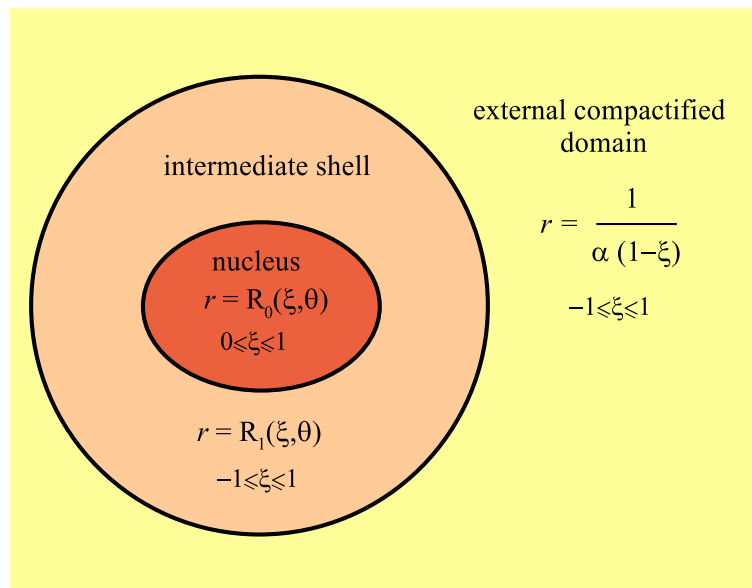 external compactified
domain
r = 1 / α (1−ξ)
−1⩽ξ⩽1
intermediate shell
nucleus
r = R₀(ξ,θ)
0⩽ξ⩽1
r = R₁(ξ,θ)
−1⩽ξ⩽1